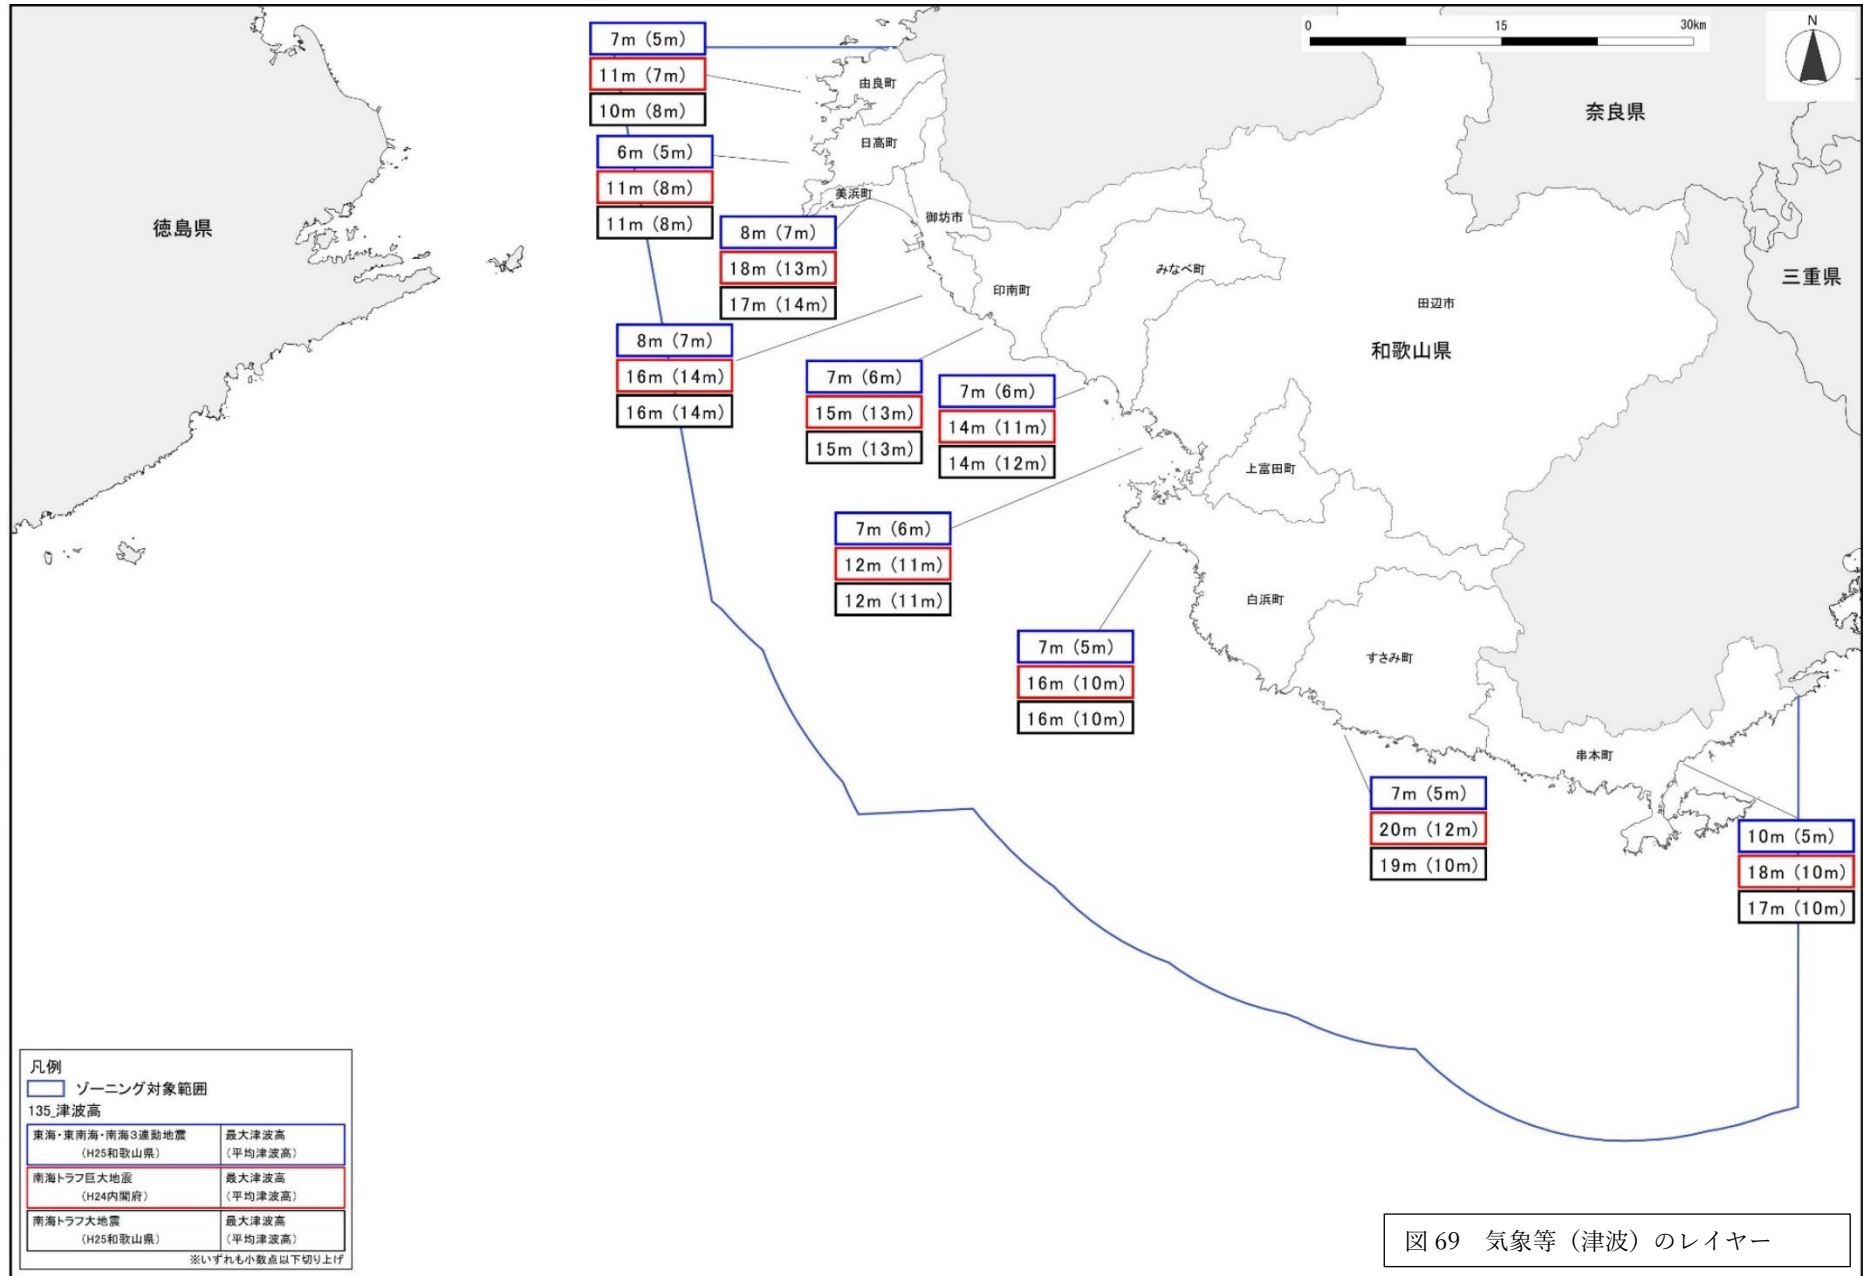 0 15 30km
N
奈良県
三重県
徳島県
和歌山県
由良町
日高町
美浜町
御坊市
印南町
みなべ町
田辺市
上富田町
白浜町
すさみ町
串本町
7m (5m)
11m (7m)
10m (8m)
6m (5m)
11m (8m)
11m (8m)
8m (7m)
18m (13m)
17m (14m)
8m (7m)
16m (14m)
16m (14m)
7m (6m)
15m (13m)
15m (13m)
7m (6m)
14m (11m)
14m (12m)
7m (6m)
12m (11m)
12m (11m)
7m (5m)
16m (10m)
16m (10m)
7m (5m)
20m (12m)
19m (10m)
10m (5m)
18m (10m)
17m (10m)
凡例
ゾーニング対象範囲
135_津波高
東海・東南海・南海3連動地震 最大津波高
(H25和歌山県) (平均津波高)
南海トラフ巨大地震 最大津波高
(H24内閣府) (平均津波高)
南海トラフ大地震 最大津波高
(H25和歌山県) (平均津波高)
※いずれも小数点以下切り上げ
図 69 気象等（津波）のレイヤー